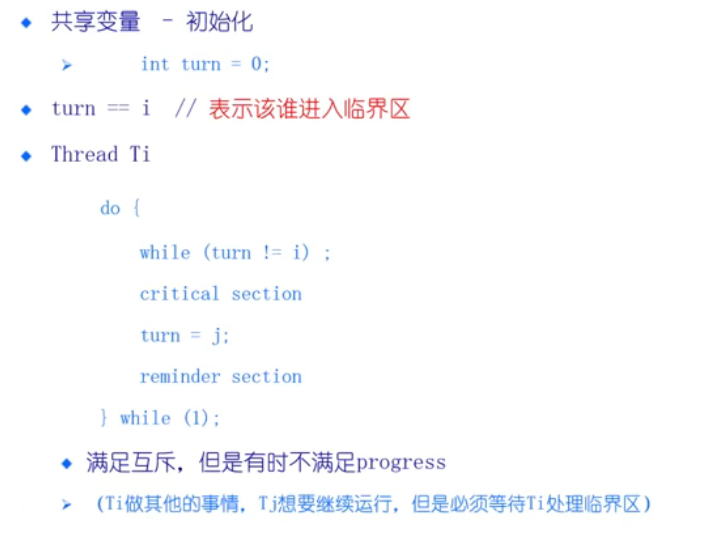 共享变量 - 初始化
int turn = 0;
turn == i // 表示该谁进入临界区
Thread Ti
do {
while (turn != i) ;
critical section
turn = j;
reminder section
} while (1);
满足互斥，但是有时不满足progress
(Ti做其他的事情，Tj想要继续运行，但是必须等待Ti处理临界区)